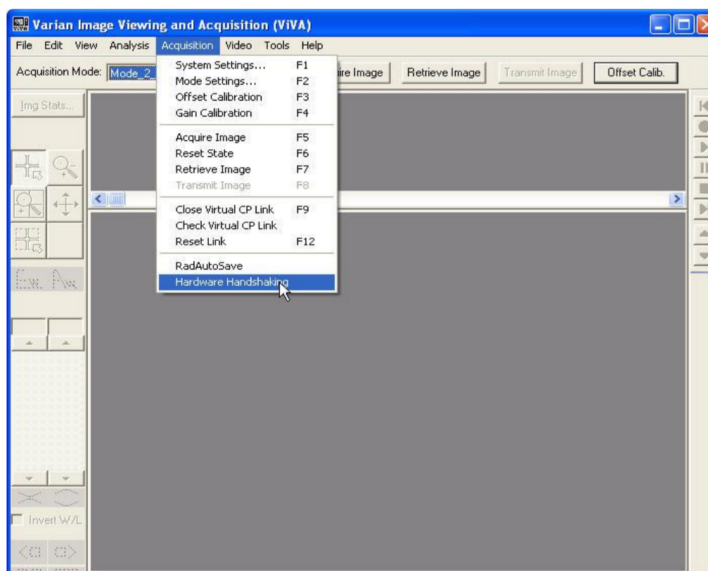 Varian Image Viewing and Acquisition (ViVA)
File Edit View Analysis Acquisition Video Tools Help
Acquisition Mode: Mode_2_ ire Image Retrieve Image Transmit Image Offset Calib.
Img Stats...
System Settings... F1
Mode Settings... F2
Offset Calibration F3
Gain Calibration F4
Acquire Image F5
Reset State F6
Retrieve Image F7
Transmit Image F8
Close Virtual CP Link F9
Check Virtual CP Link
Reset Link F12
RadAutoSave
Hardware Handshaking
Invert W/L